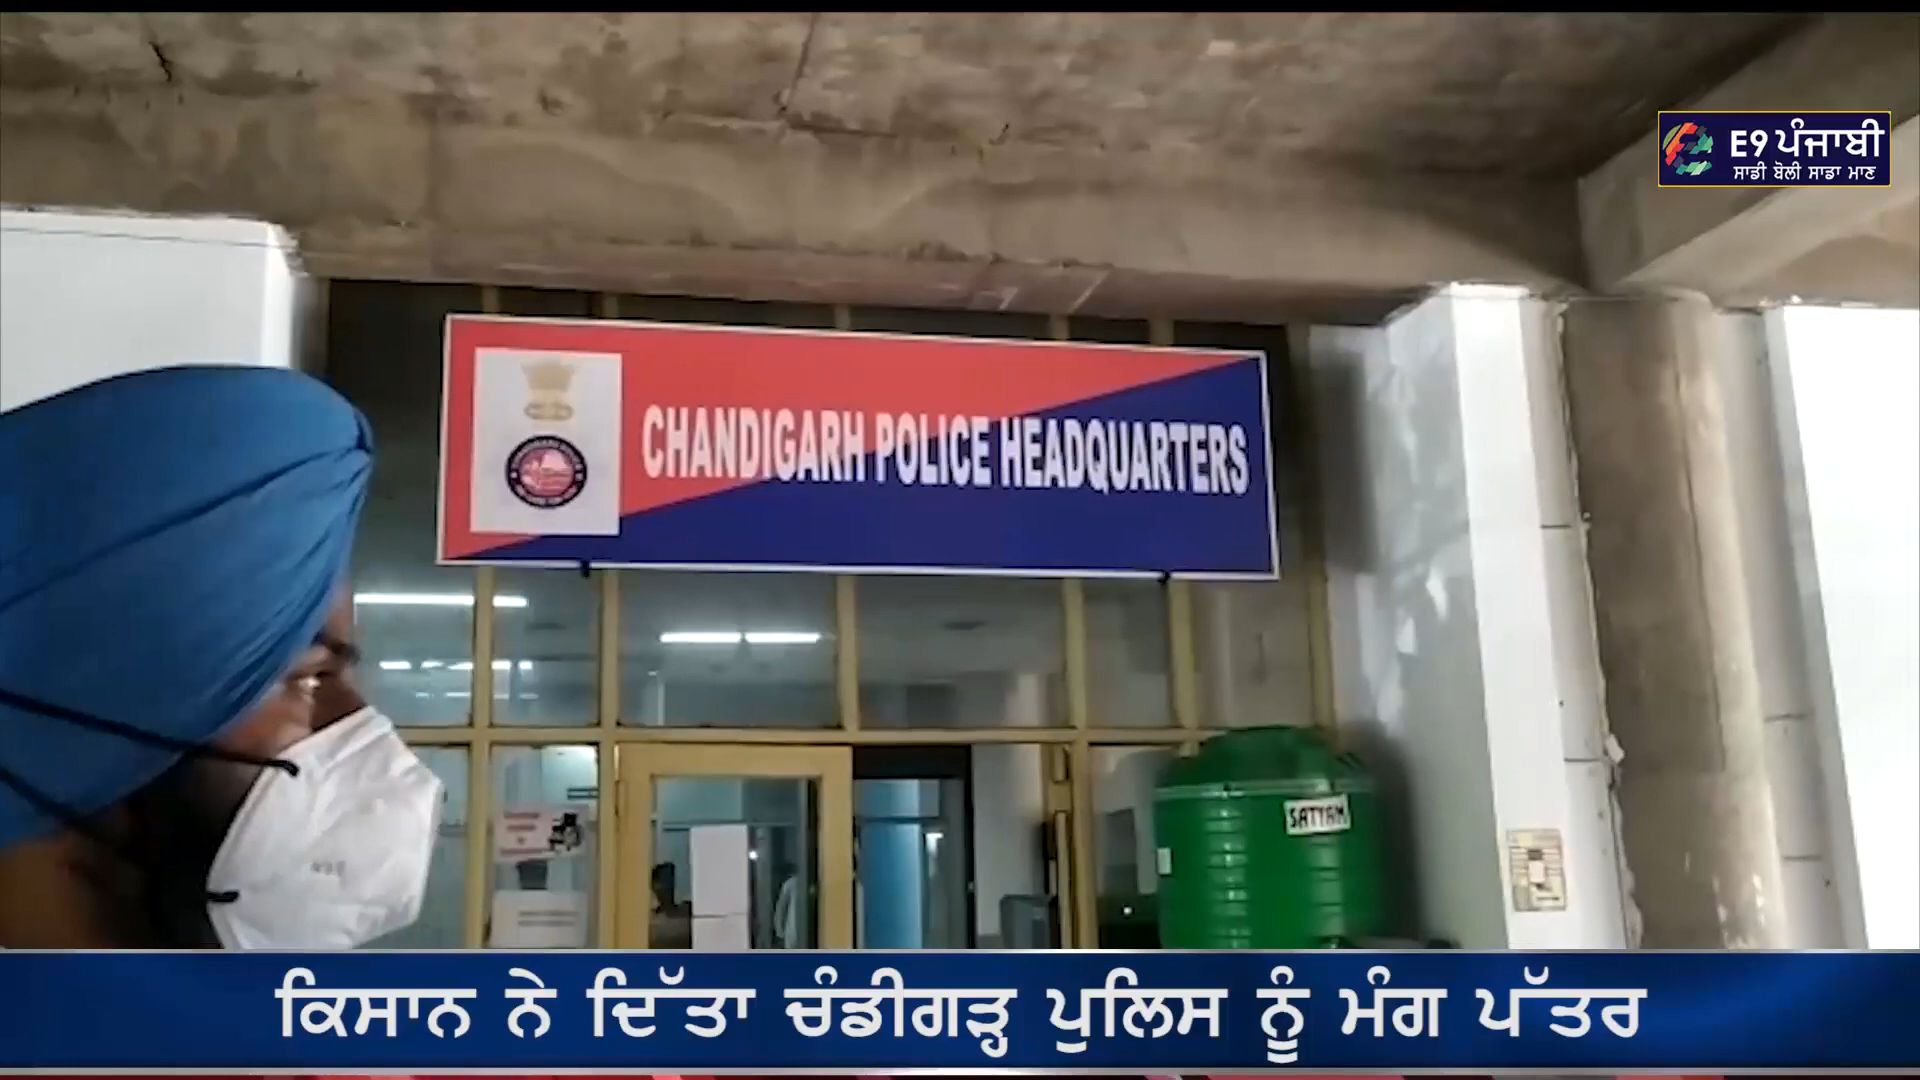 E9 ਪੰਜਾਬੀ
ਸਾਡੀ ਬੋਲੀ ਸਾਡਾ ਮਾਣ
CHANDIGARH POLICE HEADQUARTERS
SATYAM
ਕਿਸਾਨ ਨੇ ਦਿੱਤਾ ਚੰਡੀਗੜ੍ਹ ਪੁਲਿਸ ਨੂੰ ਮੰਗ ਪੱਤਰ